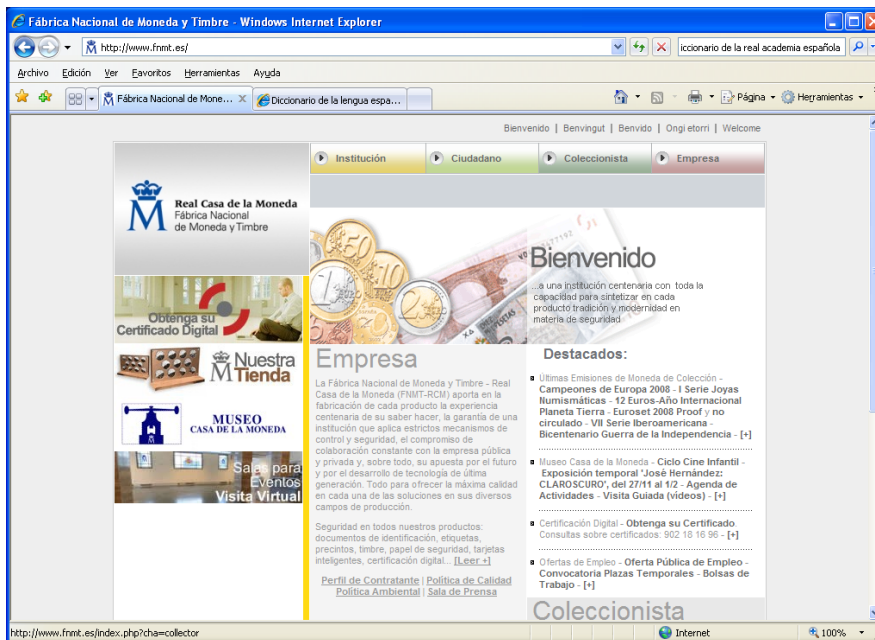 Fábrica Nacional de Moneda y Timbre - Windows Internet Explorer
http://www.fnmt.es/
iccionario de la real academia española
Archivo Edición Ver Favoritos Herramientas Ayuda
Fábrica Nacional de Mone... X
Diccionario de la lengua espa...
Página
Herramientas
Bienvenido | Benvingut | Benvido | Ongi etorri | Welcome
Institución
Ciudadano
Coleccionista
Empresa
M
Real Casa de la Moneda
Fábrica Nacional
de Moneda y Timbre
Obtenga su
Certificado Digital
Nuestra
Tienda
MUSEO
CASA DE LA MONEDA
Salas para
Eventos
Visita Virtual
Bienvenido
...a una institución centenaria con toda la
capacidad para sintetizar en cada
producto tradición y modernidad en
materia de seguridad
Empresa
La Fábrica Nacional de Moneda y Timbre - Real
Casa de la Moneda (FNMT-RCM) aporta en la
fabricación de cada producto la experiencia
centenaria de su saber hacer, la garantía de una
institución que aplica estrictos mecanismos de
control y seguridad, el compromiso de
colaboración constante con la empresa pública
y privada y, sobre todo, su apuesta por el futuro
y por el desarrollo de tecnología de última
generación. Todo para ofrecer la máxima calidad
en cada una de las soluciones en sus diversos
campos de producción.
Seguridad en todos nuestros productos:
documentos de identificación, etiquetas,
precintos, timbre, papel de seguridad, tarjetas
inteligentes, certificación digital... [Leer +]
Perfil de Contratante | Política de Calidad
Política Ambiental | Sala de Prensa
Destacados:
Últimas Emisiones de Moneda de Colección -
Campeones de Europa 2008 - I Serie Joyas
Numismáticas - 12 Euros-Año Internacional
Planeta Tierra - Euroset 2008 Proof y no
circulado - VII Serie Iberoamericana -
Bicentenario Guerra de la Independencia - [+]
Museo Casa de la Moneda - Ciclo Cine Infantil -
Exposición temporal 'José Hernández:
CLAROSCURO', del 27/11 al 1/2 - Agenda de
Actividades - Visita Guiada (vídeos) - [+]
Certificación Digital - Obtenga su Certificado.
Consultas sobre certificados: 902 18 16 96 - [+]
Ofertas de Empleo - Oferta Pública de Empleo -
Convocatoria Plazas Temporales - Bolsas de
Trabajo - [+]
Coleccionista
http://www.fnmt.es/index.php?cha=collector
Internet
100%